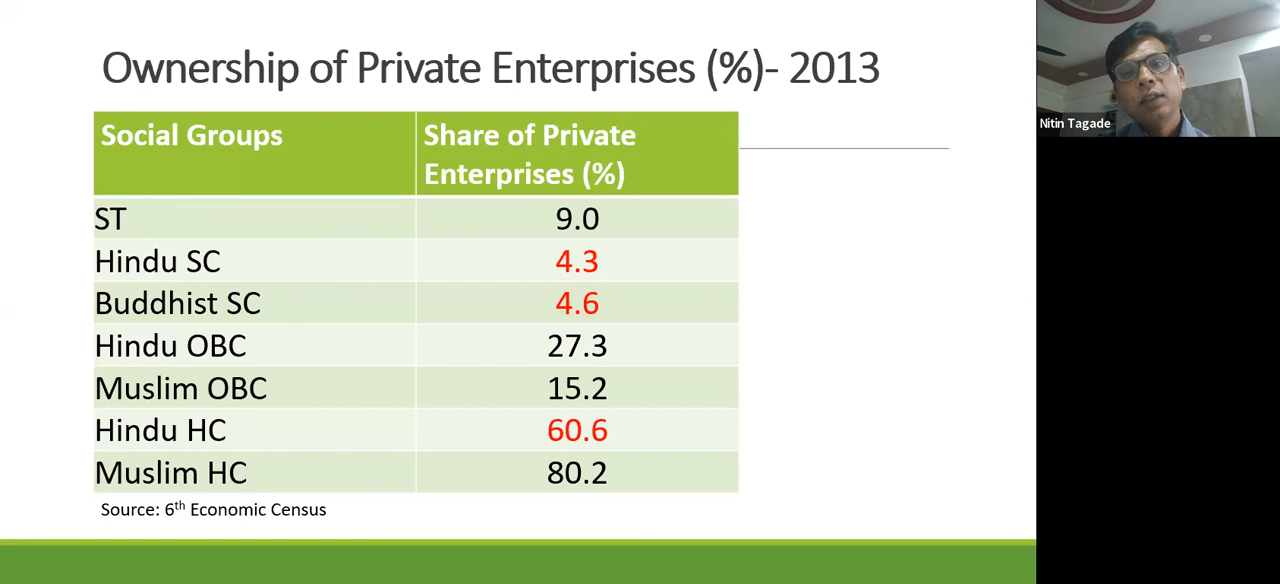 Ownership of Private Enterprises (%)- 2013
Social Groups
Share of Private
Enterprises (%)
ST 9.0
Hindu SC 4.3
Buddhist SC 4.6
Hindu OBC 27.3
Muslim OBC 15.2
Hindu HC 60.6
Muslim HC 80.2
Source: 6th Economic Census
Nitin Tagade